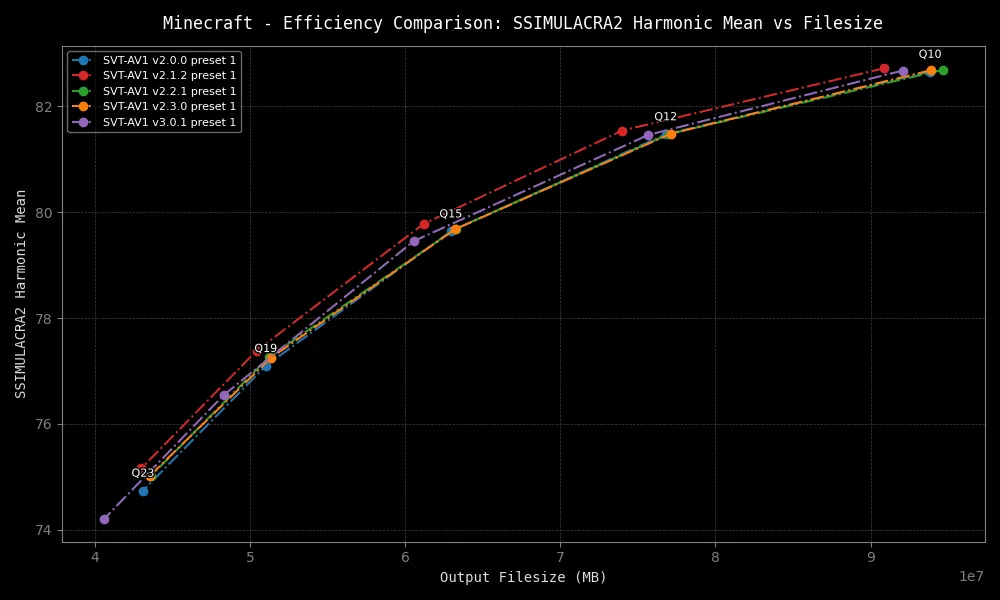 Minecraft - Efficiency Comparison: SSIMULACRA2 Harmonic Mean vs Filesize
SVT-AV1 v2.0.0 preset 1
SVT-AV1 v2.1.2 preset 1
SVT-AV1 v2.2.1 preset 1
SVT-AV1 v2.3.0 preset 1
SVT-AV1 v3.0.1 preset 1
Q10
Q12
Q15
Q19
Q23
SSIMULACRA2 Harmonic Mean
82
80
78
76
74
4
5
6
7
8
9
1e7
Output Filesize (MB)